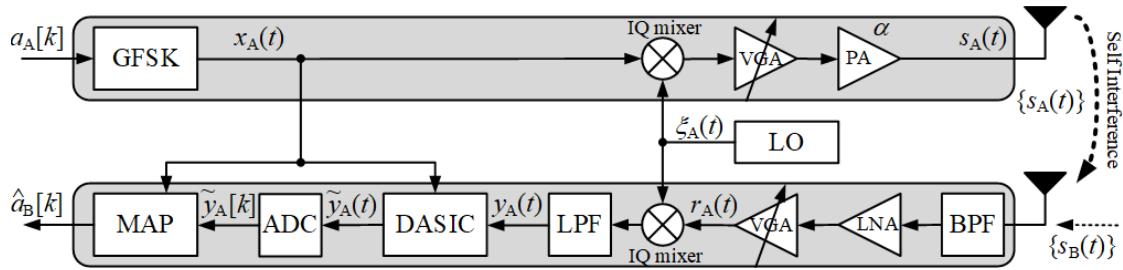 IQ mixer
a_A[k]
GFSK
x_A(t)
VGA
PA
α
s_A(t)
Self Interference
{s_A(t)}
ξ_A(t)
LO
â_B[k]
MAP
ỹ_A[k]
ADC
ỹ_A(t)
DASIC
y_A(t)
LPF
r_A(t)
VGA
LNA
BPF
IQ mixer
{s_B(t)}